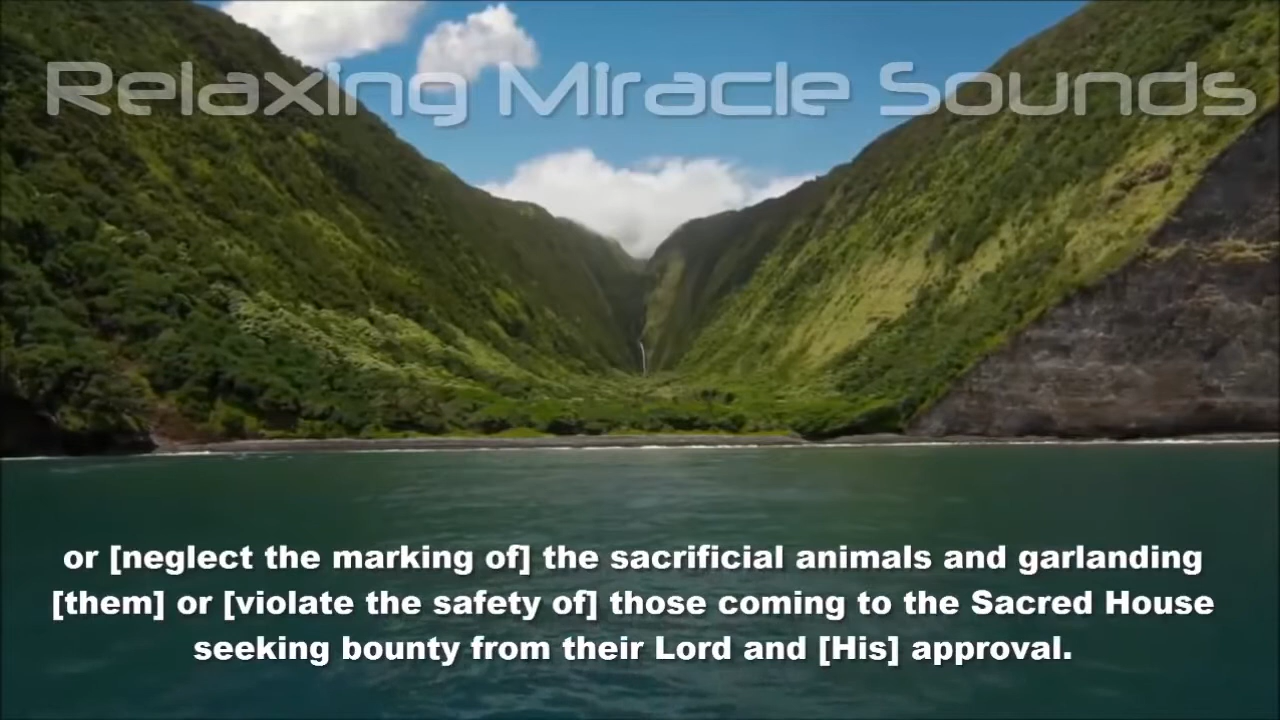 Relaxing Miracle Sounds
or [neglect the marking of] the sacrificial animals and garlanding
[them] or [violate the safety of] those coming to the Sacred House
seeking bounty from their Lord and [His] approval.